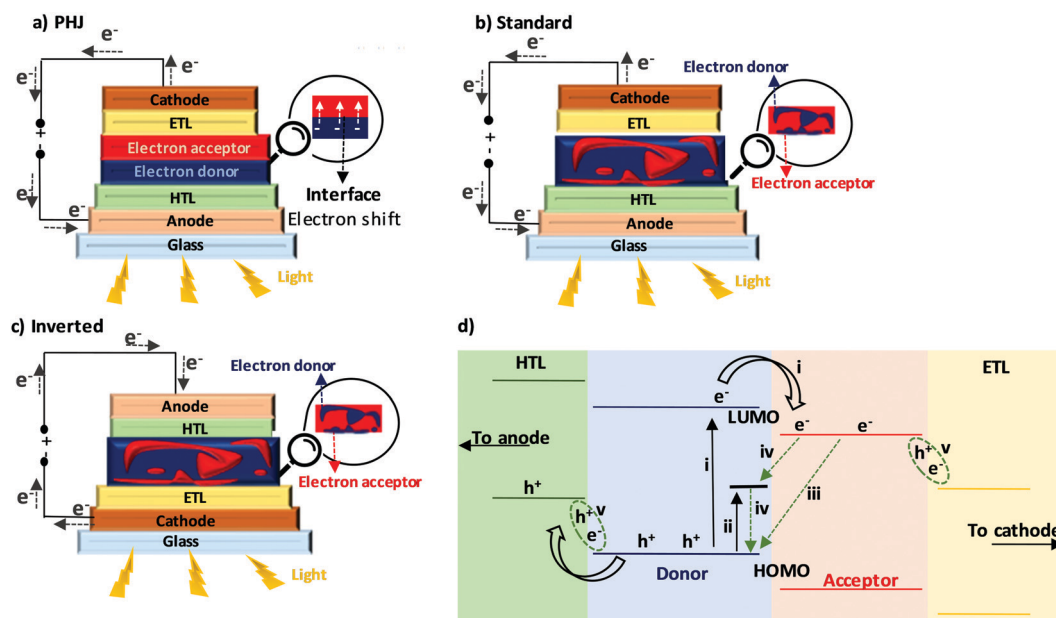 a) PHJ
e-
e-
e-
Cathode
ETL
Electron acceptor
Electron donor
HTL
Anode
Glass
+
-
e-
e-
Interface
Electron shift
Light
b) Standard
e-
e-
e-
Cathode
ETL
HTL
Anode
Glass
+
-
e-
e-
Electron donor
Electron acceptor
Light
c) Inverted
e-
e-
e-
Anode
HTL
ETL
Cathode
Glass
+
-
e-
e-
Electron donor
Electron acceptor
Light
d)
HTL
ETL
i
e-
LUMO
e-
e-
To anode
iv
h+
v
e-
i
iii
h+
ii
iv
h+
v
e-
h+
h+
To cathode
Donor
HOMO
Acceptor